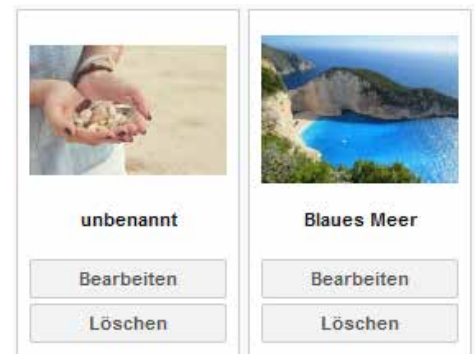 unbenannt
Bearbeiten
Löschen
Blaues Meer
Bearbeiten
Löschen